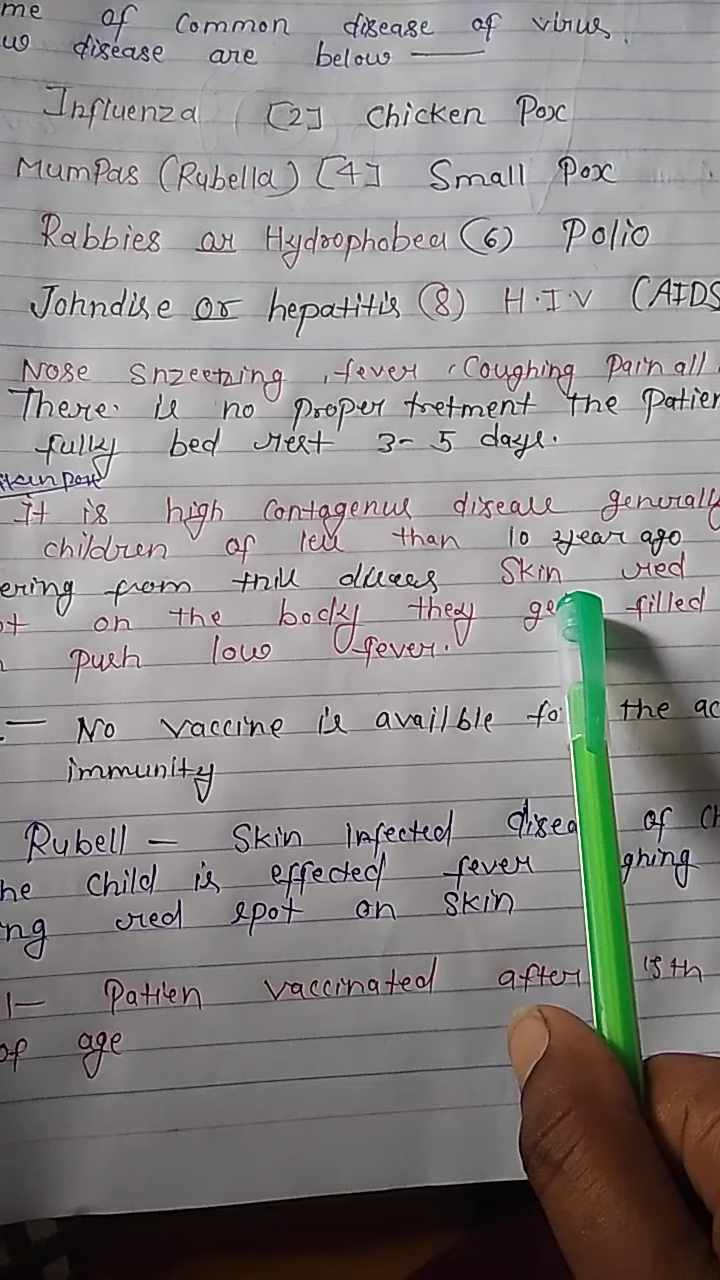 me of Common disease of virus.
disease are below —
Influenza [2] Chicken Pox
Mumpas (Rubella) [4] Small Pox
Rabbies or Hydrophobea (6) Polio
Johndise or hepatitis (8) H.I.V (AIDS
Nose Snzeezing, fever, Coughing Pain all
There is no proper tretment the Patien
fully bed rest 3-5 days.
It is high Contagenus disease generally
children of less than 10 year ago
ering from this diseas Skin red
ot on the body they ge filled
push low fever.
— No vaccine is availble fo the ac
immunity
Rubell — Skin Infected disea of Ch
he Child is effected fever ghing
ng red spot on Skin
1— Patien vaccinated after 15th
of age